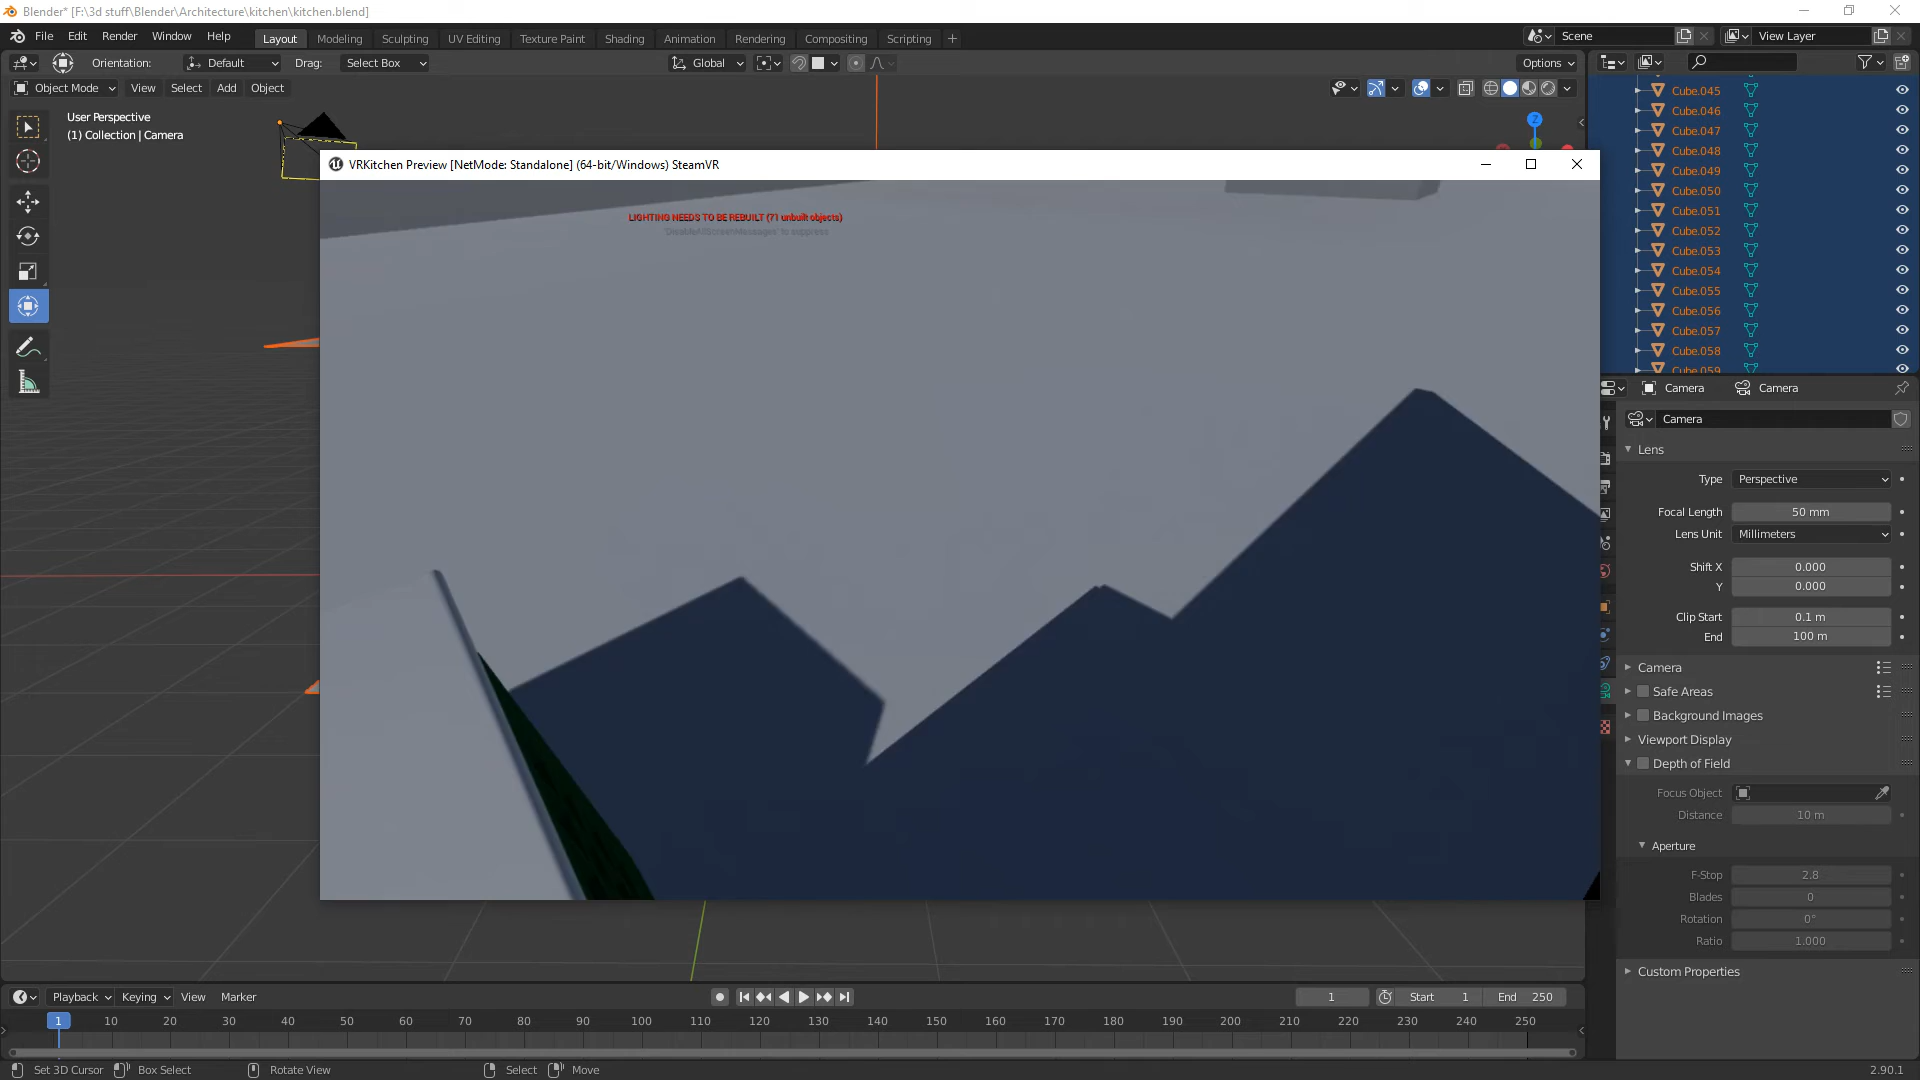 Blender* [F:\3d stuff\Blender\Architecture\kitchen\kitchen.blend]
File Edit Render Window Help Layout Modeling Sculpting UV Editing Texture Paint Shading Animation Rendering Compositing Scripting Scene View Layer
Orientation: Default Drag: Select Box Global Options
Object Mode View Select Add Object
User Perspective
(1) Collection | Camera
Z
VRKitchen Preview [NetMode: Standalone] (64-bit/Windows) SteamVR
LIGHTING NEEDS TO BE REBUILT (71 unbuilt objects)
'DisableAllScreenMessages' to suppress
Cube.045
Cube.046
Cube.047
Cube.048
Cube.049
Cube.050
Cube.051
Cube.052
Cube.053
Cube.054
Cube.055
Cube.056
Cube.057
Cube.058
Cube.059
Camera Camera
Camera
Lens
Type Perspective
Focal Length 50 mm
Lens Unit Millimeters
Shift X 0.000
Y 0.000
Clip Start 0.1 m
End 100 m
Camera
Safe Areas
Background Images
Viewport Display
Depth of Field
Focus Object
Distance 10 m
Aperture
F-Stop 2.8
Blades 0
Rotation 0°
Ratio 1.000
Custom Properties
Playback Keying View Marker 1 Start 1 End 250
1 10 20 30 40 50 60 70 80 90 100 110 120 130 140 150 160 170 180 190 200 210 220 230 240 250
Set 3D Cursor Box Select Rotate View Select Move 2.90.1